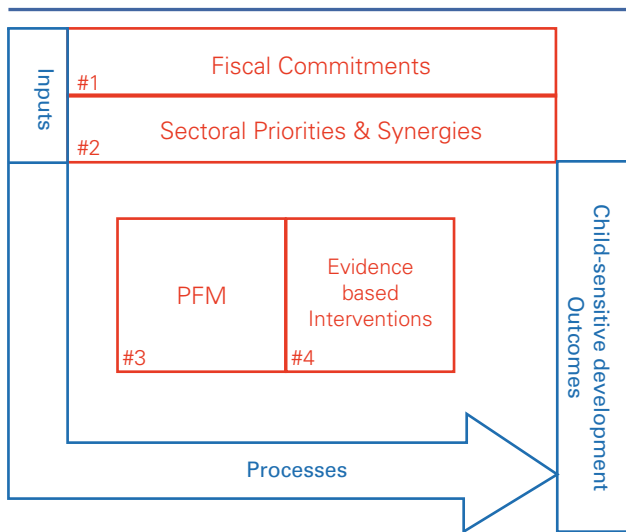 Inputs
Fiscal Commitments
#1
Sectoral Priorities & Synergies
#2
PFM
#3
Evidence
based
Interventions
#4
Child-sensitive development
Outcomes
Processes